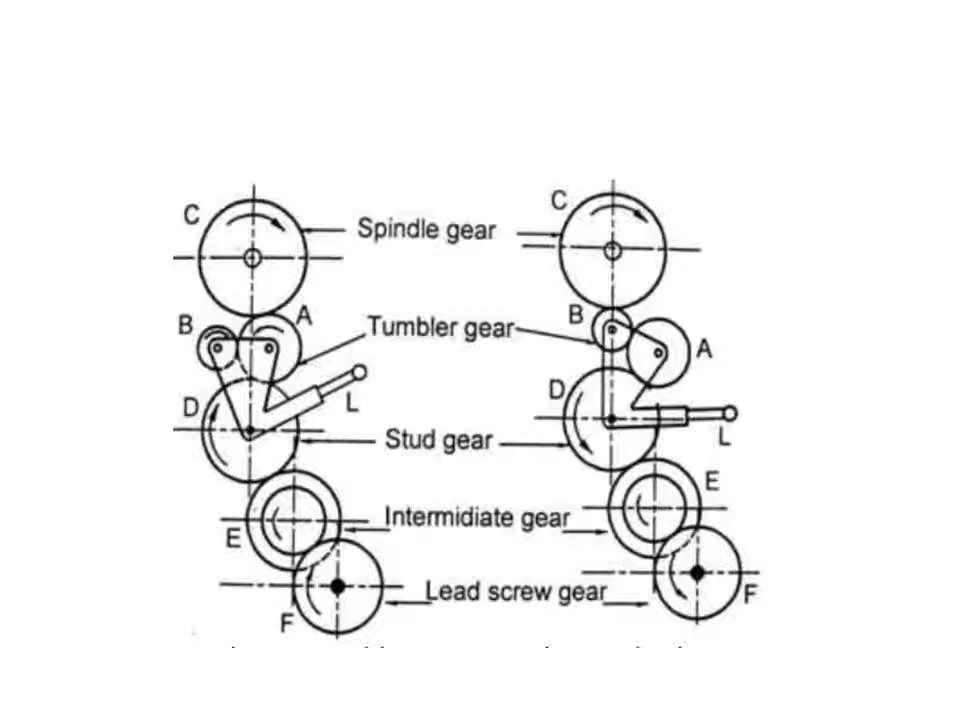 C
Spindle gear
C
B
A
Tumbler gear
B
A
D
L
Stud gear
D
L
E
Intermidiate gear
E
F
Lead screw gear
F